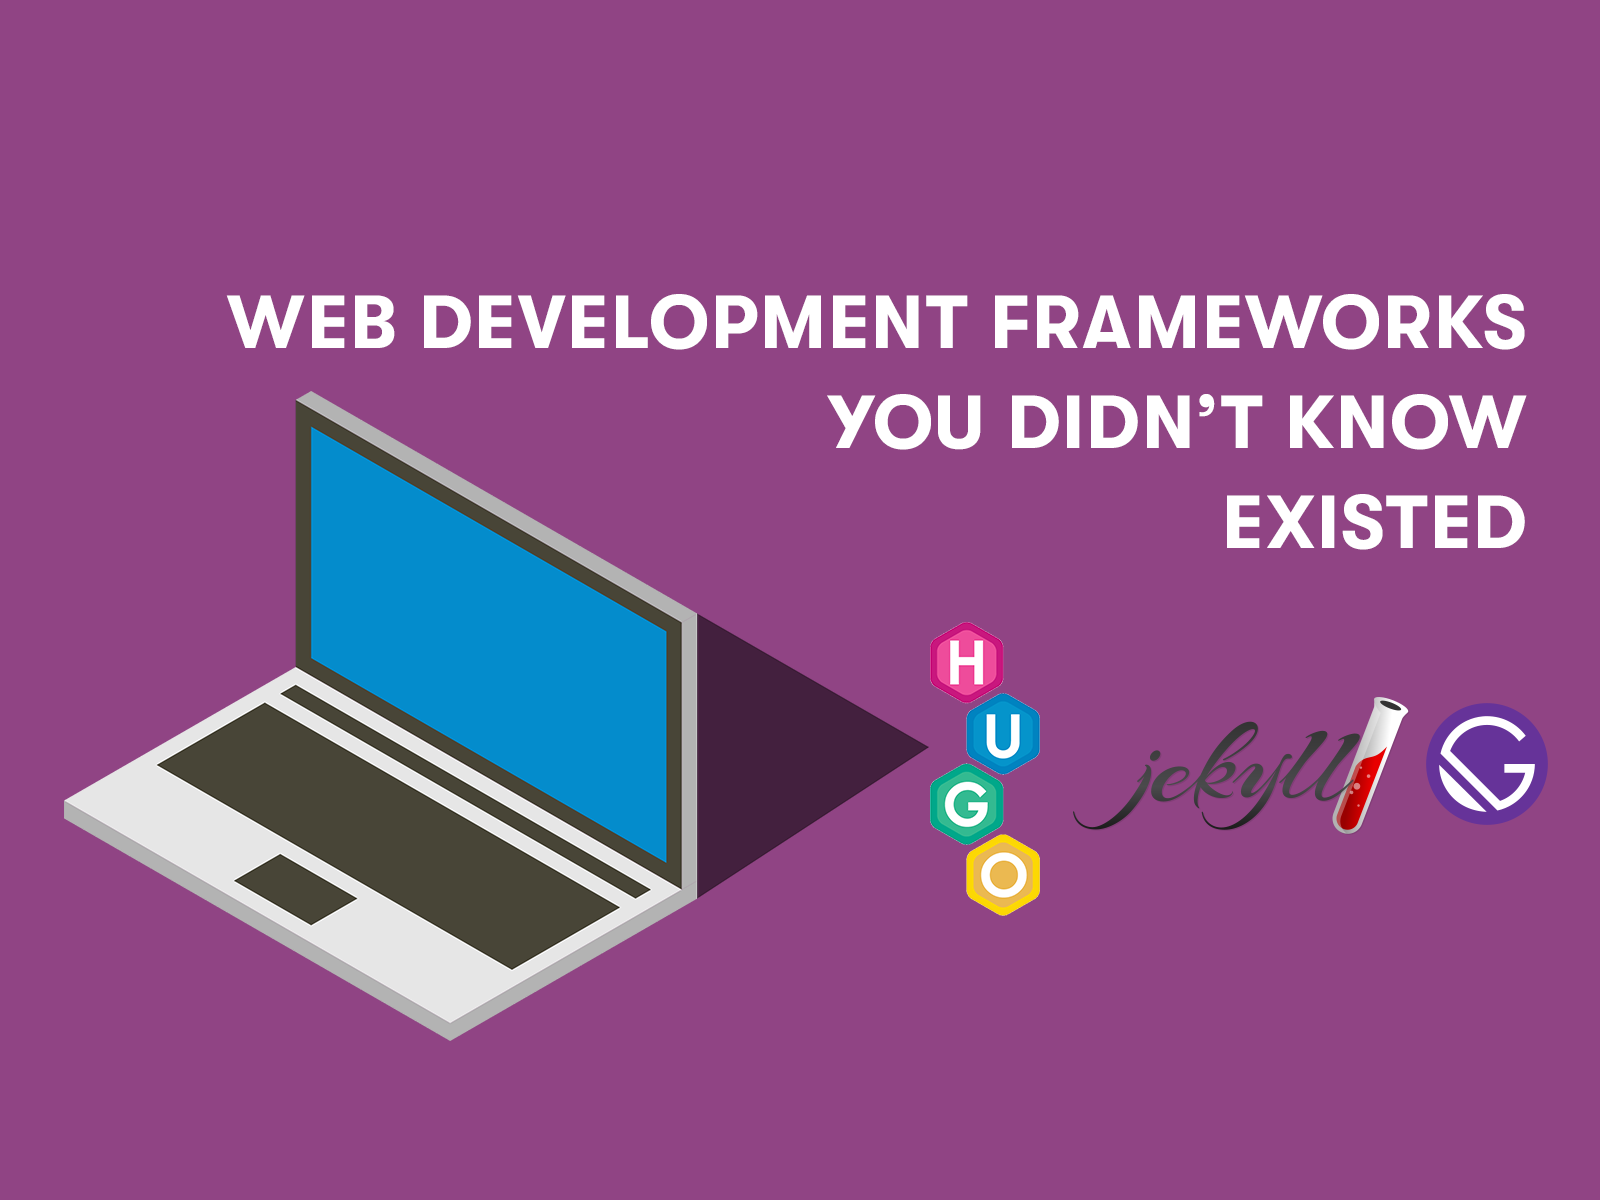 WEB DEVELOPMENT FRAMEWORKS
YOU DIDN’T KNOW
EXISTED
H
U
G
O
jekyll
G